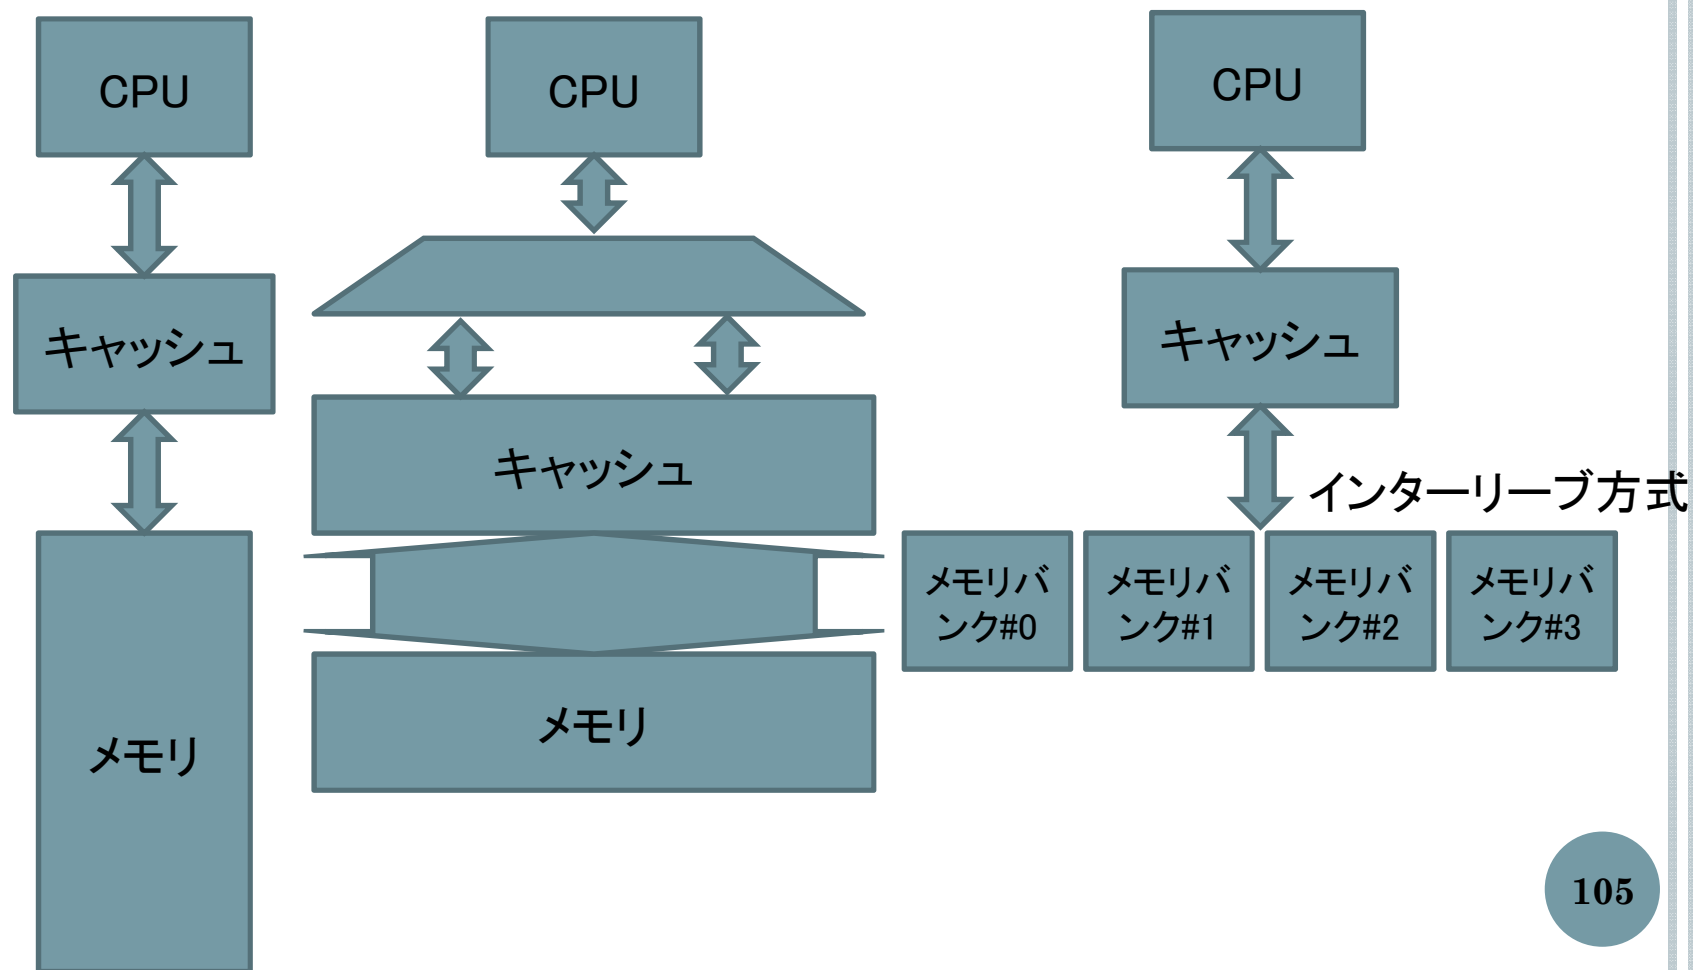 CPU
キャッシュ
メモリ
CPU
キャッシュ
メモリ
CPU
キャッシュ
インターリーブ方式
メモリバ
ンク#0
メモリバ
ンク#1
メモリバ
ンク#2
メモリバ
ンク#3
105